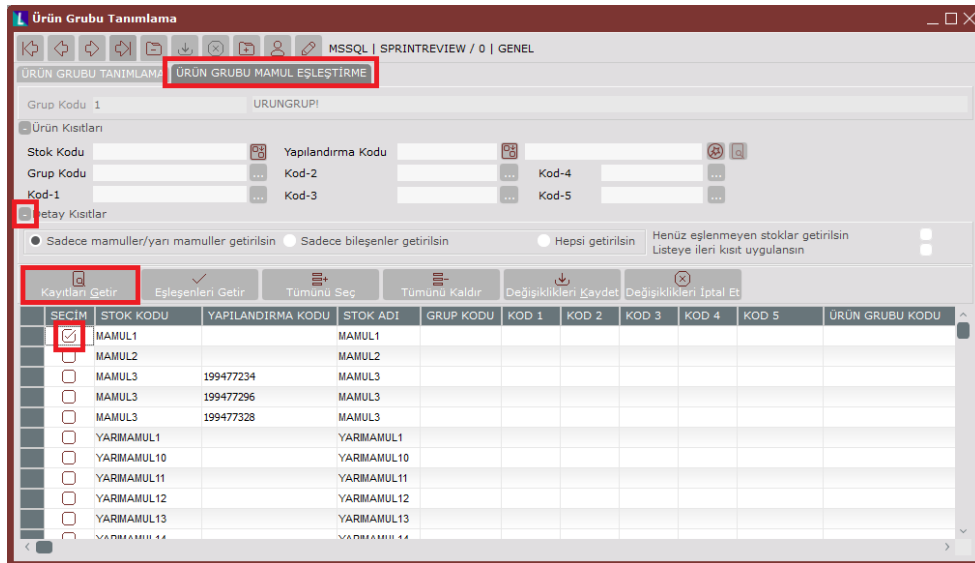 Ürün Grubu Tanımlama
MSSQL | SPRINTREVIEW / 0 | GENEL
ÜRÜN GRUBU TANIMLAMA ÜRÜN GRUBU MAMUL EŞLEŞTİRME
Grup Kodu 1 URUNGRUP!
Ürün Kısıtları
Stok Kodu Yapılandırma Kodu
Grup Kodu Kod-2 Kod-4
Kod-1 Kod-3 Kod-5
Detay Kısıtlar
Sadece mamuller/yarı mamuller getirilsin Sadece bileşenler getirilsin Hepsi getirilsin Henüz eşlenmeyen stoklar getirilsin
Listeye ileri kısıt uygulansın
Kayıtları Getir Eşleşenleri Getir Tümünü Seç Tümünü Kaldır Değişiklikleri Kaydet Değişiklikleri İptal Et
SEÇİM STOK KODU YAPILANDIRMA KODU STOK ADI GRUP KODU KOD 1 KOD 2 KOD 3 KOD 4 KOD 5 ÜRÜN GRUBU KODU
MAMUL1 MAMUL1
MAMUL2 MAMUL2
MAMUL3 199477234 MAMUL3
MAMUL3 199477296 MAMUL3
MAMUL3 199477328 MAMUL3
YARIMAMUL1 YARIMAMUL1
YARIMAMUL10 YARIMAMUL10
YARIMAMUL11 YARIMAMUL11
YARIMAMUL12 YARIMAMUL12
YARIMAMUL13 YARIMAMUL13
YARIMAMUL14 YARIMAMUL14